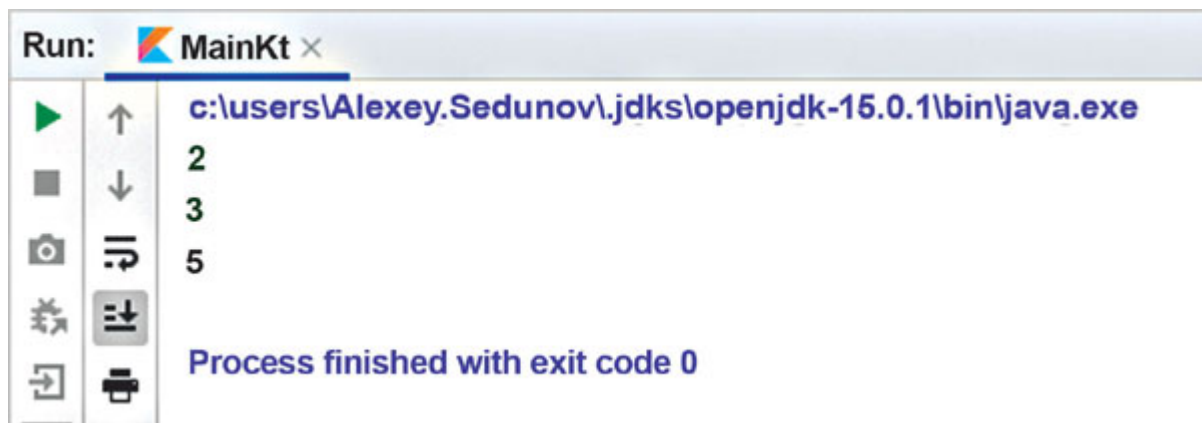 Run: MainKt ×
c:\users\Alexey.Sedunov\.jdks\openjdk-15.0.1\bin\java.exe
2
3
5
Process finished with exit code 0